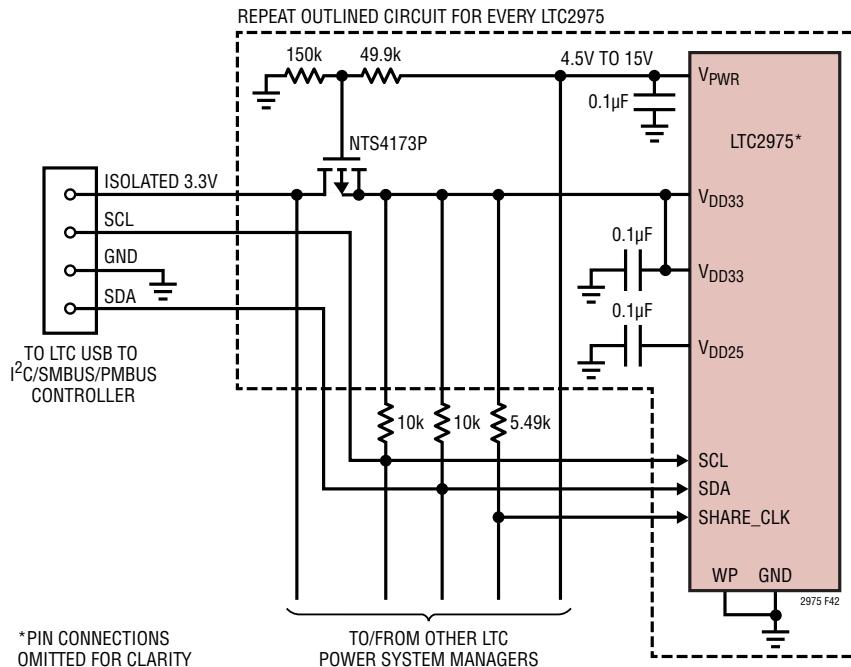 REPEAT OUTLINED CIRCUIT FOR EVERY LTC2975
150k
49.9k
4.5V TO 15V
VPWR
0.1µF
LTC2975*
NTS4173P
ISOLATED 3.3V
VDD33
SCL
0.1µF
GND
VDD33
SDA
0.1µF
VDD25
TO LTC USB TO
I2C/SMBUS/PMBUS
CONTROLLER
10k
10k
5.49k
SCL
SDA
SHARE_CLK
WP
GND
2975 F42
*PIN CONNECTIONS
OMITTED FOR CLARITY
TO/FROM OTHER LTC
POWER SYSTEM MANAGERS